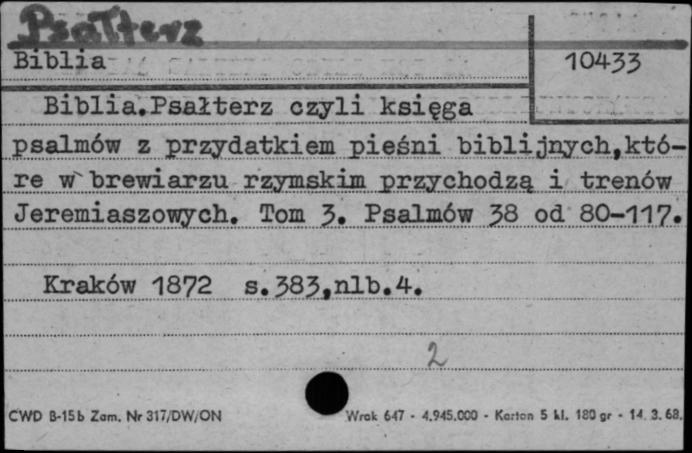 Psałterz
Biblia 10433
Biblia.Psałterz czyli księga
psalmów z przydatkiem pieśni biblijnych,któ-
re w brewiarzu rzymskim przychodzą i trenów
Jeremiaszowych. Tom 3. Psalmów 38 od 80-117.
Kraków 1872 s.383,nlb.4.
2
CWD B-15b Zam. Nr 317/DW/ON Wrak 647 - 4.945.000 - Karton 5 kl. 180 gr - 14. 3. 68.